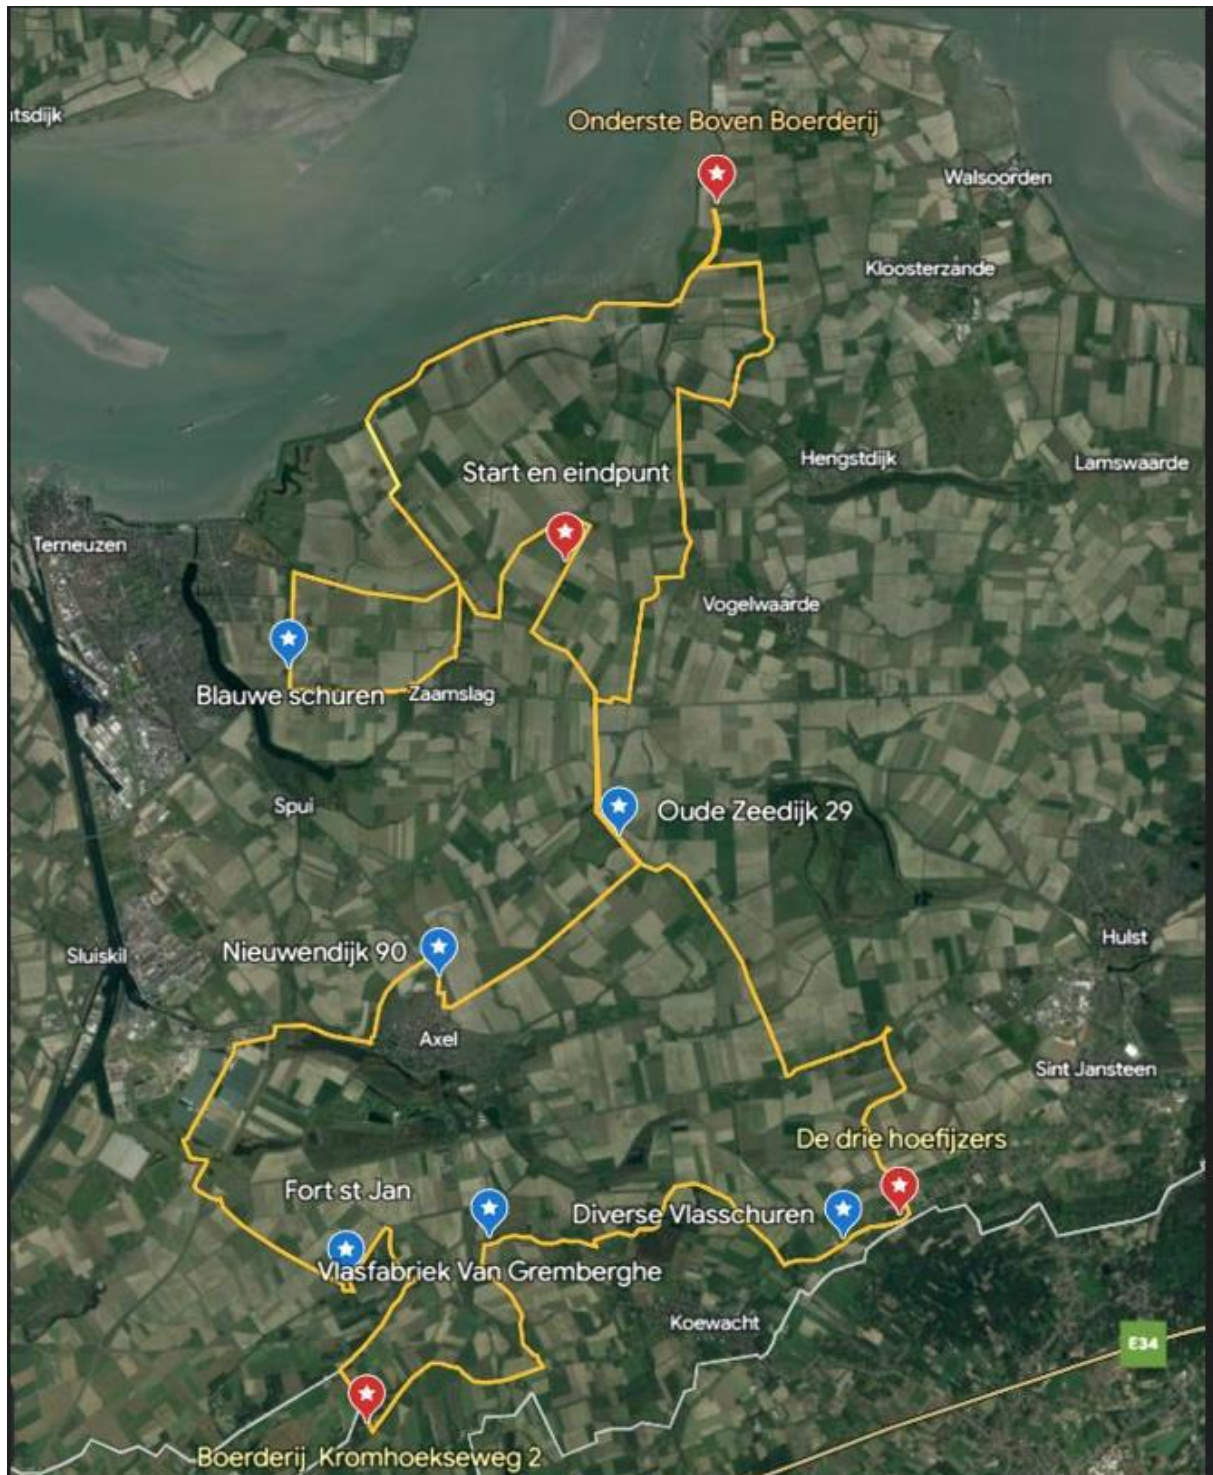 Onderste Boven Boerderij
Walsoorden
Kloosterzande
Start en eindpunt
Hengstdijk
Lamswaarde
Terneuzen
Vogelwaarde
Blauwe schuren
Zaamslag
Spui
Oude Zeedijk 29
Hulst
Nieuwendijk 90
Sluiskil
Axel
Sint Jansteen
De drie hoefijzers
Fort st Jan
Diverse Vlasschuren
Vlasfabriek Van Gremberghe
Koewacht
E34
Boerderij Kromhoekseweg 2